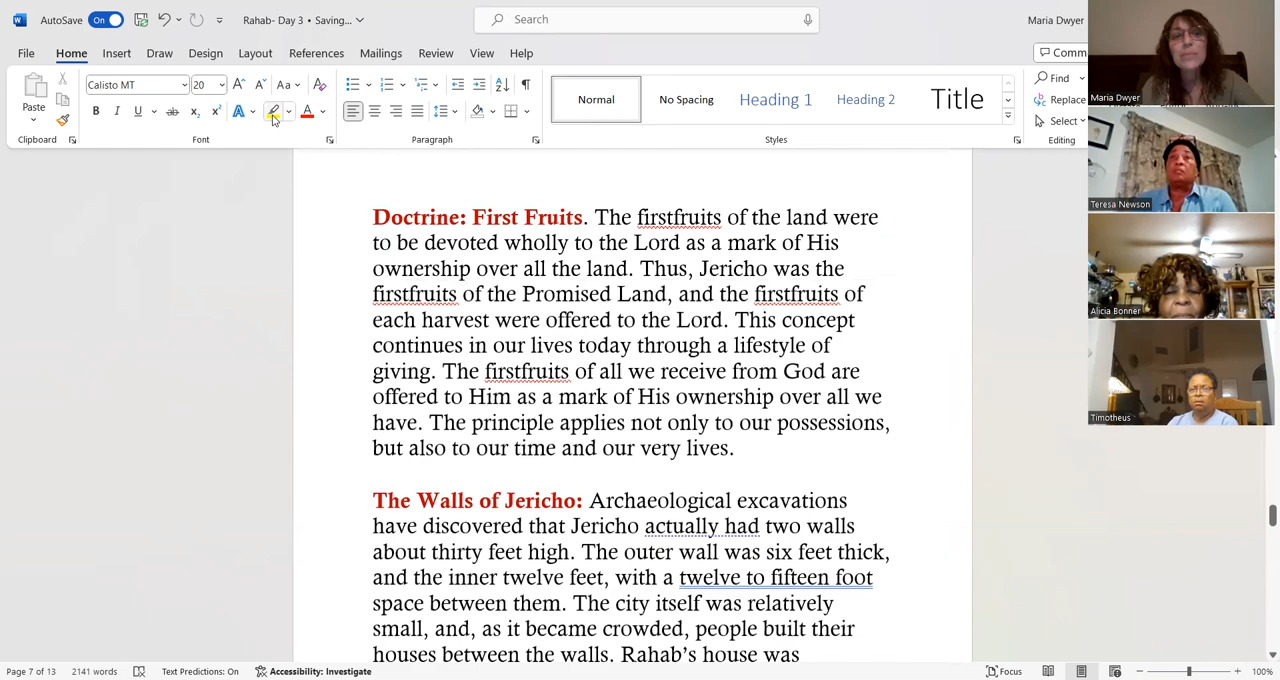 AutoSave On Rahab- Day 3 • Saving... Search Maria Dwyer
File Home Insert Draw Design Layout References Mailings Review View Help Comm
Paste Calisto MT 20 Aa Normal No Spacing Heading 1 Heading 2 Title Find
Replace
Select
Clipboard Font Paragraph Styles Editing
Maria Dwyer
Teresa Newson
Alicia Bonner
Timotheus
Doctrine: First Fruits. The firstfruits of the land were
to be devoted wholly to the Lord as a mark of His
ownership over all the land. Thus, Jericho was the
firstfruits of the Promised Land, and the firstfruits of
each harvest were offered to the Lord. This concept
continues in our lives today through a lifestyle of
giving. The firstfruits of all we receive from God are
offered to Him as a mark of His ownership over all we
have. The principle applies not only to our possessions,
but also to our time and our very lives.
The Walls of Jericho: Archaeological excavations
have discovered that Jericho actually had two walls
about thirty feet high. The outer wall was six feet thick,
and the inner twelve feet, with a twelve to fifteen foot
space between them. The city itself was relatively
small, and, as it became crowded, people built their
houses between the walls. Rahab's house was
Page 7 of 13 2141 words Text Predictions: On Accessibility: Investigate Focus 100%